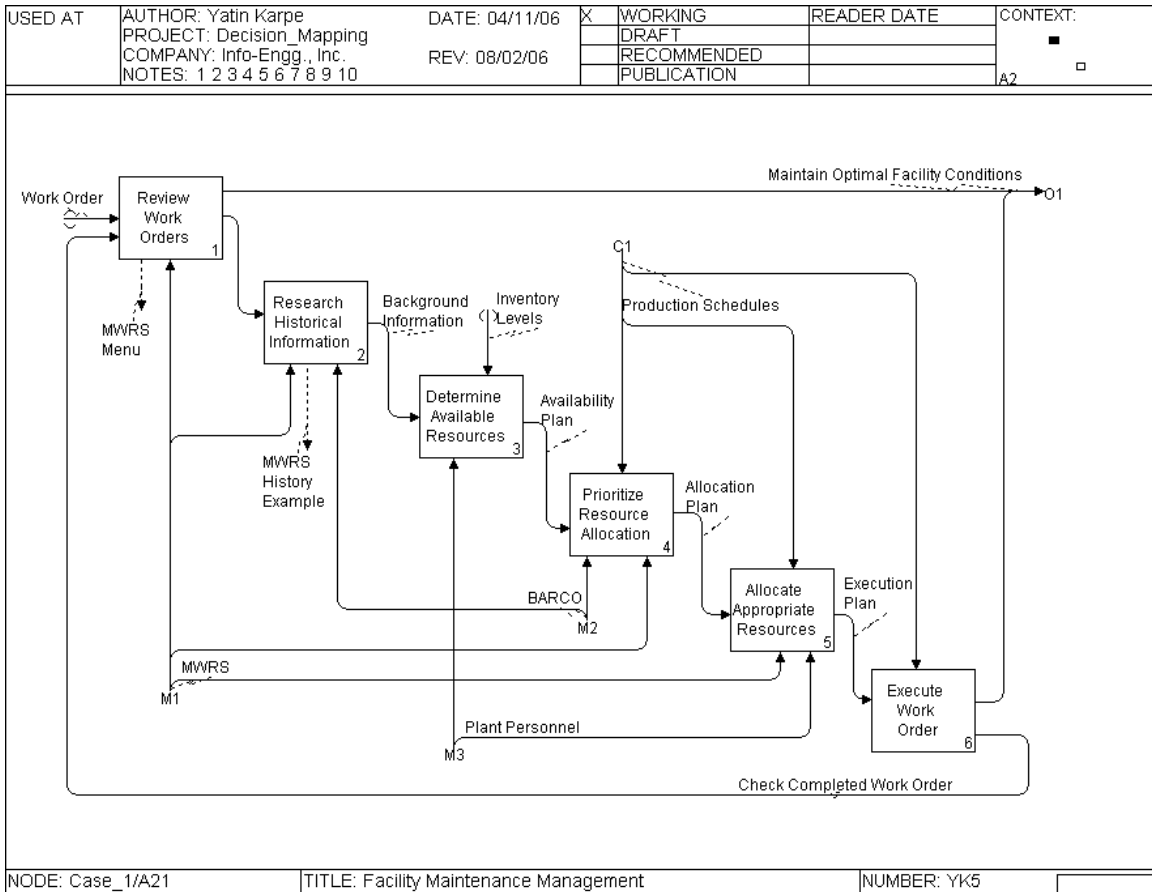 USED AT
AUTHOR: Yatin Karpe
DATE: 04/11/06
PROJECT: Decision_Mapping
COMPANY: Info-Engg., Inc.
REV: 08/02/06
NOTES: 1 2 3 4 5 6 7 8 9 10
X
WORKING
DRAFT
RECOMMENDED
PUBLICATION
READER DATE
CONTEXT:
A2
Maintain Optimal Facility Conditions
O1
Work Order
Review
Work
Orders
1
MWRS
Menu
C1
Production Schedules
Research
Historical
Information
2
Background
Information
Inventory
Levels
MWRS
History
Example
Determine
Available
Resources
3
Availability
Plan
Prioritize
Resource
Allocation
4
Allocation
Plan
BARCO
M2
Allocate
Appropriate
Resources
5
Execution
Plan
MWRS
M1
Execute
Work
Order
6
Plant Personnel
M3
Check Completed Work Order
NODE: Case_1/A21
TITLE: Facility Maintenance Management
NUMBER: YK5